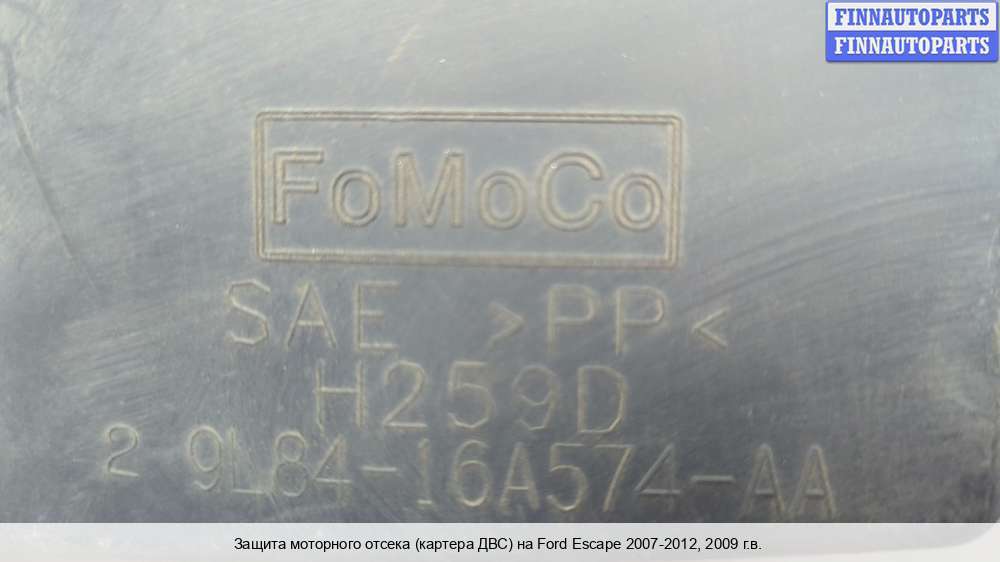 FINNAUTOPARTS
FINNAUTOPARTS
FoMoCo
SAE >PP<
H259D
2 9L84-16A574-AA
Защита моторного отсека (картера ДВС) на Ford Escape 2007-2012, 2009 г.в.